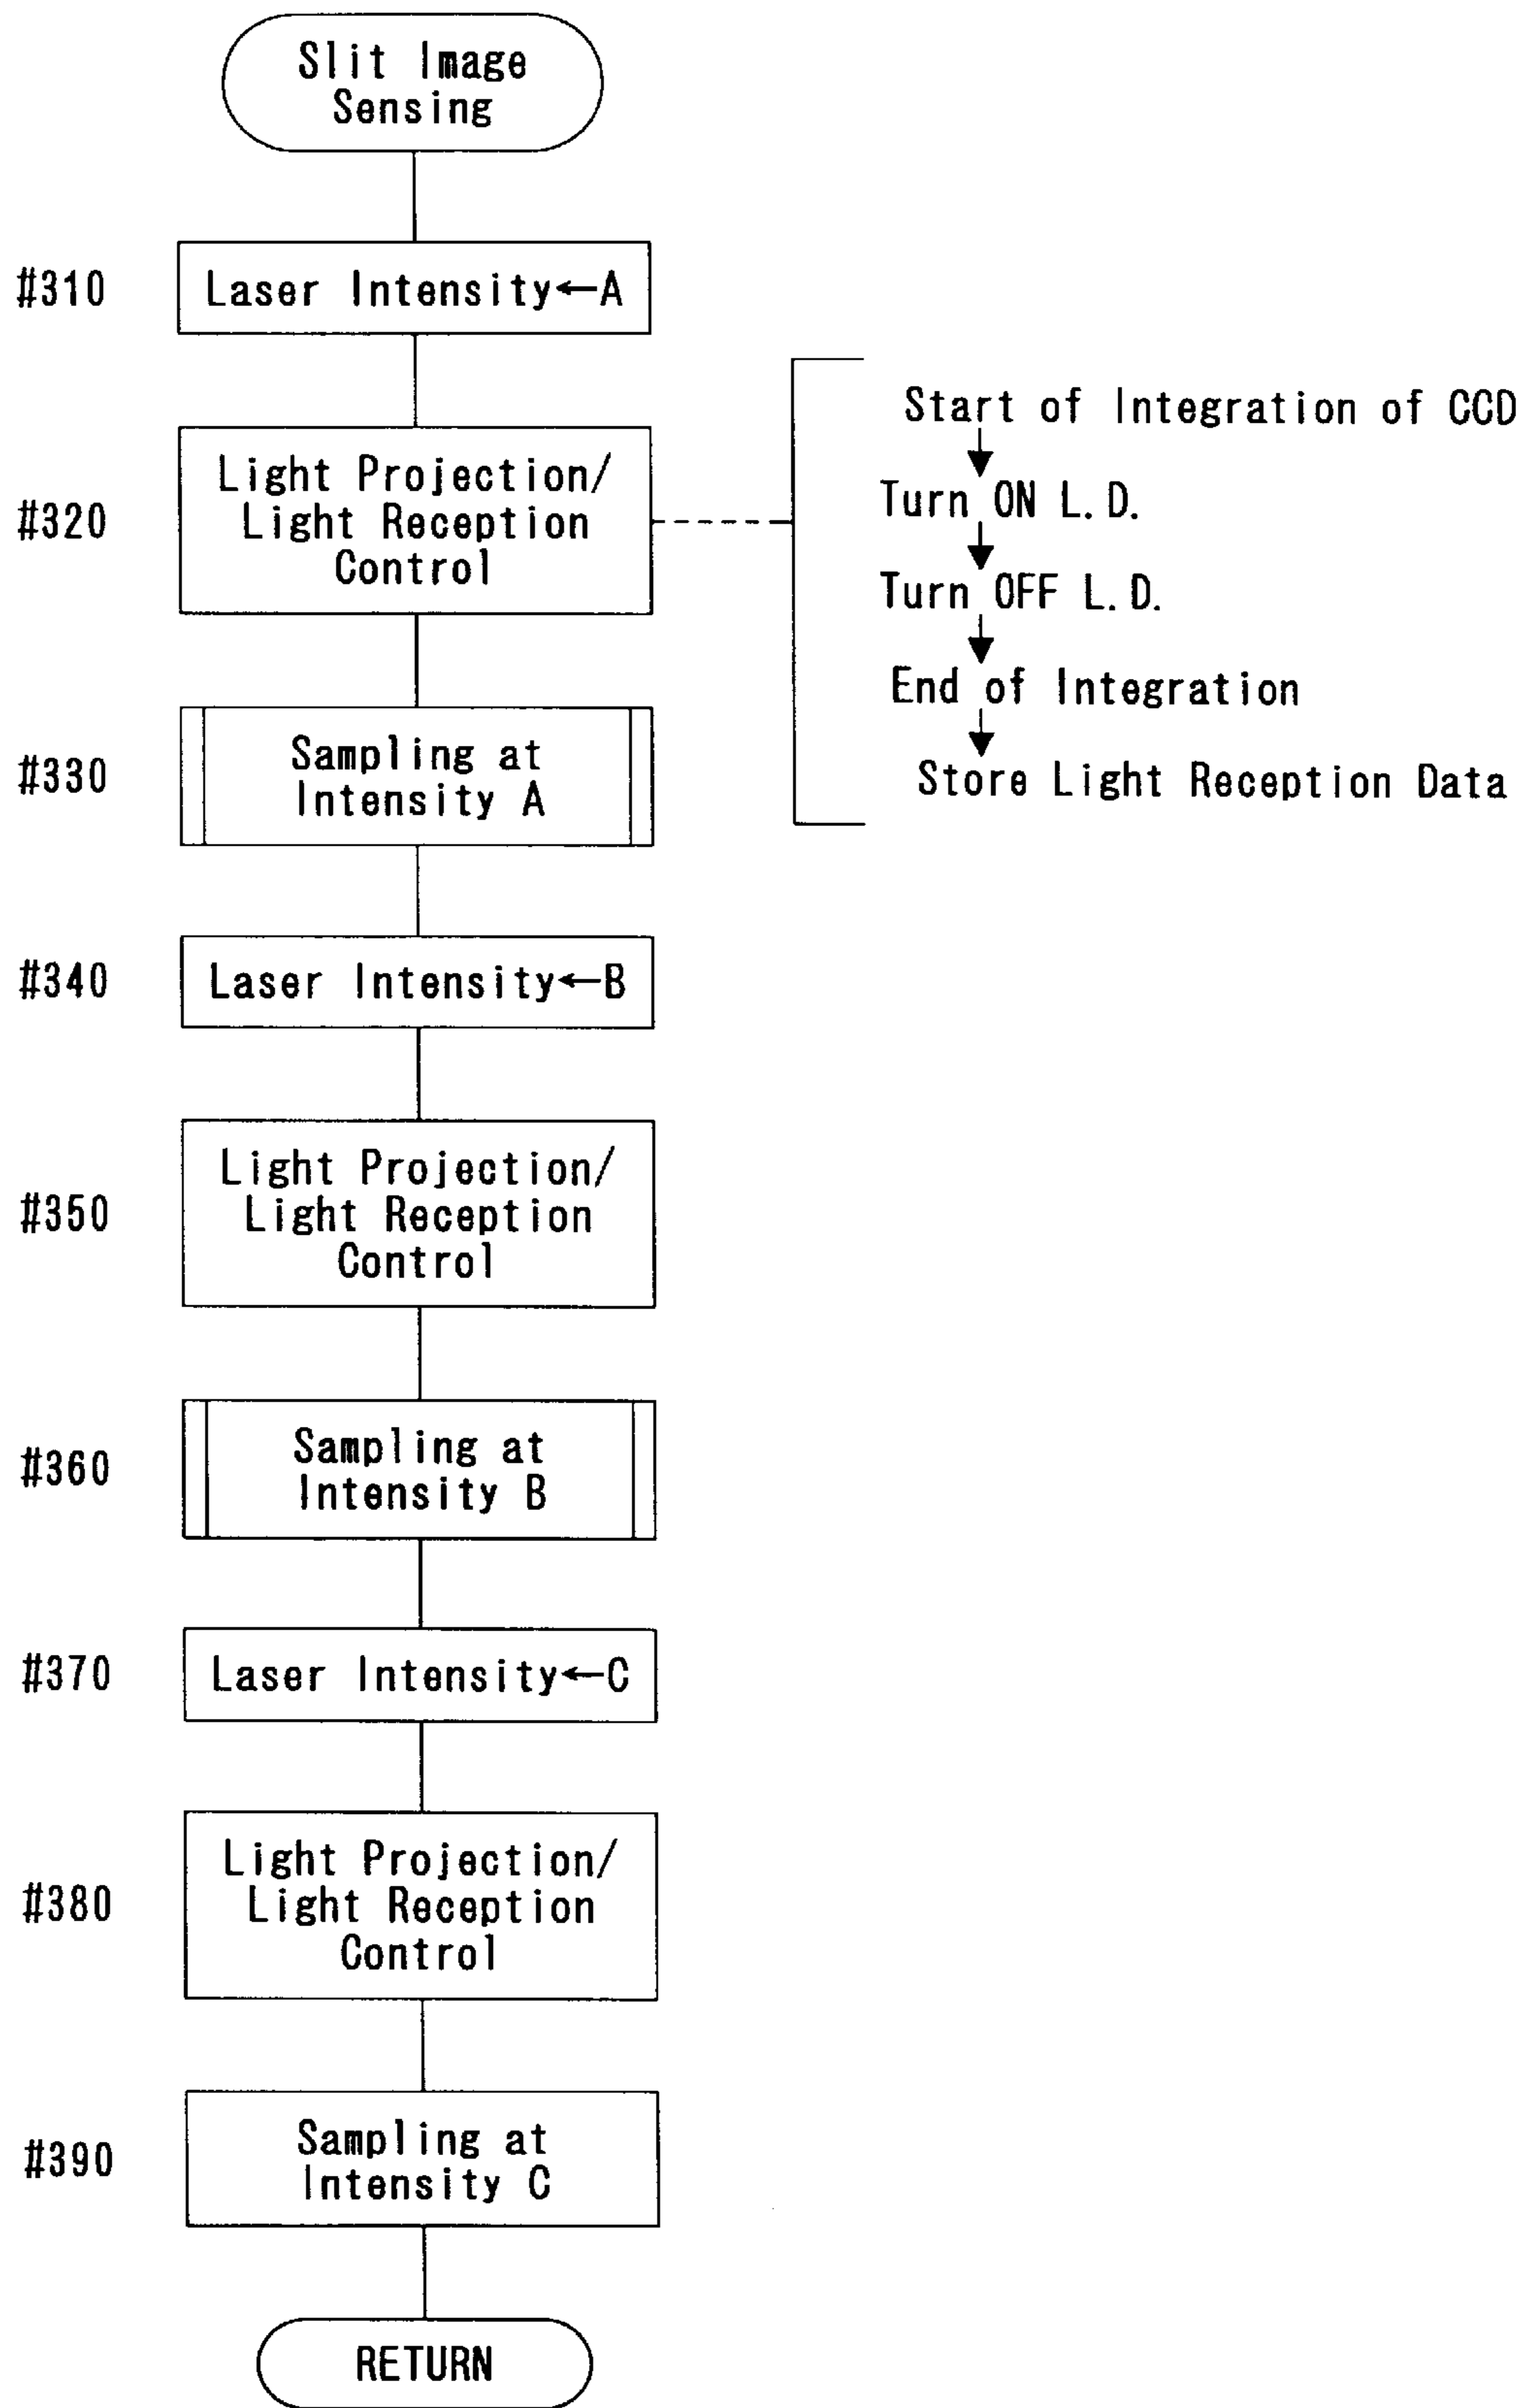 Slit Image
Sensing
#310
Laser Intensity←A
#320
Light Projection/
Light Reception
Control
Start of Integration of CCD
Turn ON L.D.
Turn OFF L.D.
End of Integration
Store Light Reception Data
#330
Sampling at
Intensity A
#340
Laser Intensity←B
#350
Light Projection/
Light Reception
Control
#360
Sampling at
Intensity B
#370
Laser Intensity←C
#380
Light Projection/
Light Reception
Control
#390
Sampling at
Intensity C
RETURN